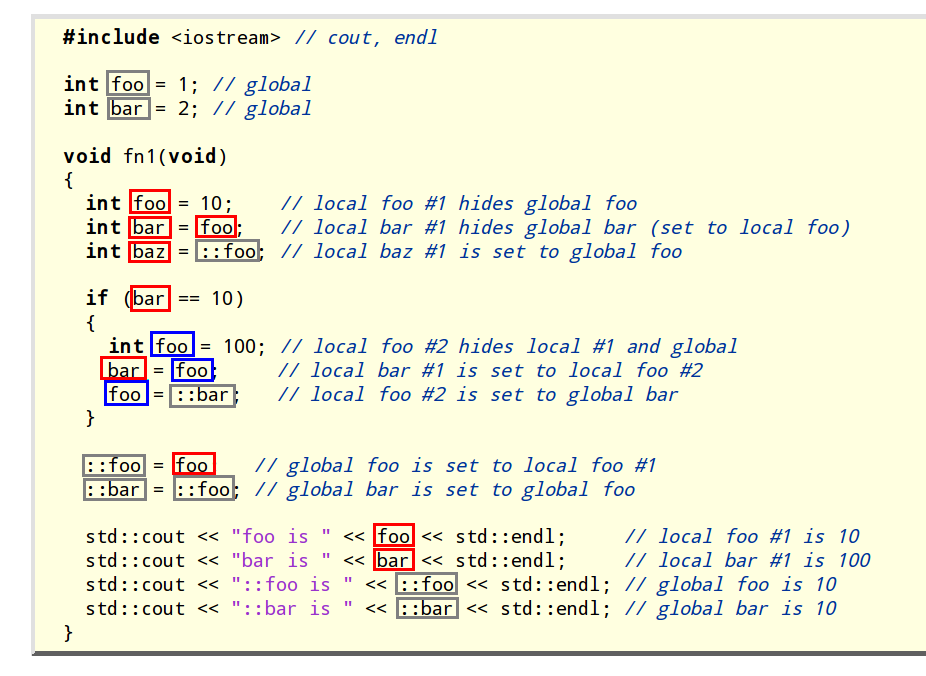 #include <iostream> // cout, endl
int foo = 1; // global
int bar = 2; // global
void fn1(void)
{
int foo = 10; // local foo #1 hides global foo
int bar = foo; // local bar #1 hides global bar (set to local foo)
int baz = ::foo; // local baz #1 is set to global foo
if (bar == 10)
{
int foo = 100; // local foo #2 hides local #1 and global
bar = foo; // local bar #1 is set to local foo #2
foo = ::bar; // local foo #2 is set to global bar
}
::foo = foo // global foo is set to local foo #1
::bar = ::foo; // global bar is set to global foo
std::cout << "foo is " << foo << std::endl; // local foo #1 is 10
std::cout << "bar is " << bar << std::endl; // local bar #1 is 100
std::cout << "::foo is " << ::foo << std::endl; // global foo is 10
std::cout << "::bar is " << ::bar << std::endl; // global bar is 10
}